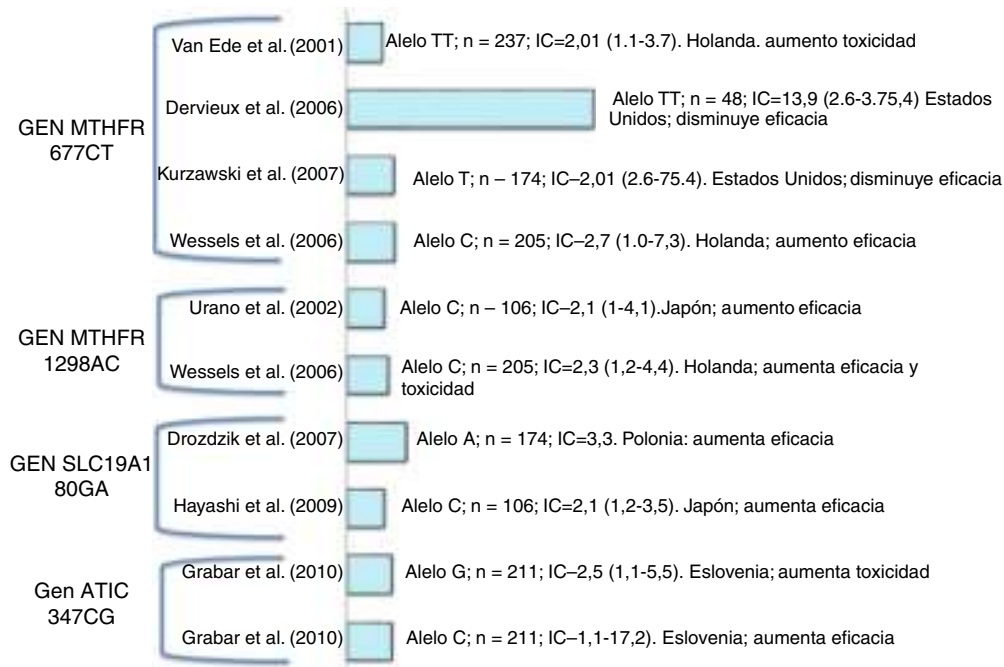 GEN MTHFR
677CT
Van Ede et al. (2001)
Alelo TT; n = 237; IC=2,01 (1.1-3.7). Holanda. aumento toxicidad
Dervieux et al. (2006)
Alelo TT; n = 48; IC=13,9 (2.6-3.75,4) Estados
Unidos; disminuye eficacia
Kurzawski et al. (2007)
Alelo T; n – 174; IC–2,01 (2.6-75.4). Estados Unidos; disminuye eficacia
Wessels et al. (2006)
Alelo C; n = 205; IC–2,7 (1.0-7,3). Holanda; aumento eficacia
GEN MTHFR
1298AC
Urano et al. (2002)
Alelo C; n – 106; IC–2,1 (1-4,1).Japón; aumento eficacia
Wessels et al. (2006)
Alelo C; n = 205; IC=2,3 (1,2-4,4). Holanda; aumenta eficacia y
toxicidad
GEN SLC19A1
80GA
Drozdzik et al. (2007)
Alelo A; n = 174; IC=3,3. Polonia: aumenta eficacia
Hayashi et al. (2009)
Alelo C; n = 106; IC=2,1 (1,2-3,5). Japón; aumenta eficacia
Gen ATIC
347CG
Grabar et al. (2010)
Alelo G; n = 211; IC–2,5 (1,1-5,5). Eslovenia; aumenta toxicidad
Grabar et al. (2010)
Alelo C; n = 211; IC–1,1-17,2). Eslovenia; aumenta eficacia